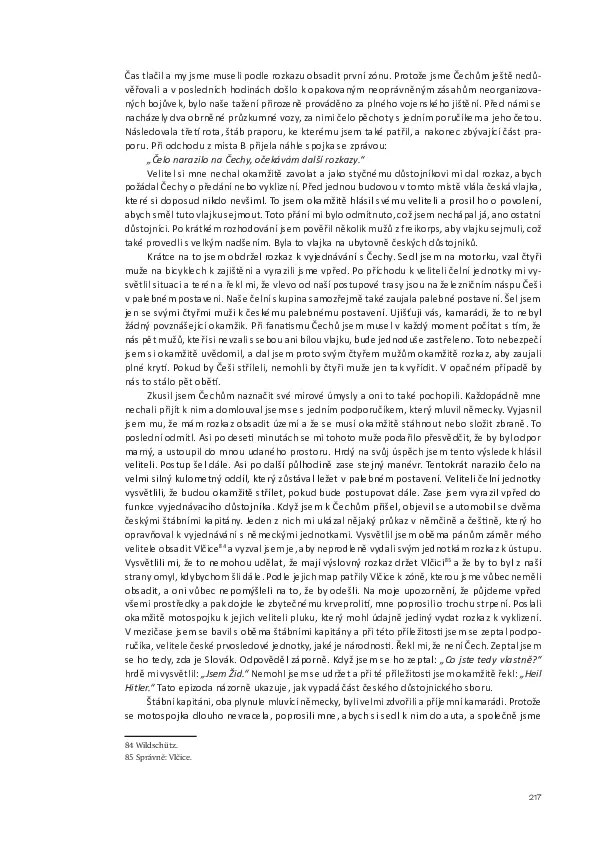 Čas tlačil a my jsme museli podle rozkazu obsadit první zónu. Protože jsme Čechům ještě nedů-
věřovali a v posledních hodinách došlo k opakovaným neoprávněným zásahům neorganizova-
ných bojůvek, bylo naše tažení přirozeně prováděno za plného vojenského jištění. Před námi se
nacházely dva obrněné průzkumné vozy, za nimi čelo pěchoty s jedním poručíkem a jeho četou.
Následovala třetí rota, štáb praporu, ke kterému jsem také patřil, a nakonec zbývající část pra-
poru. Při odchodu z místa B přijela náhle spojka se zprávou:
„Čelo narazilo na Čechy, očekávám další rozkazy.“
Velitel si mne nechal okamžitě zavolat a jako styčnému důstojníkovi mi dal rozkaz, abych
požádal Čechy o předání nebo vyklizení. Před jednou budovou v tomto místě vlála česká vlajka,
které si doposud nikdo nevšiml. To jsem okamžitě hlásil svému veliteli a prosil ho o povolení,
abych směl tuto vlajku sejmout. Toto přání mi bylo odmítnuto, což jsem nechápal já, ano ostatní
důstojníci. Po krátkém rozhodování jsem pověřil několik mužů z freikorps, aby vlajku sejmuli, což
také provedli s velkým nadšením. Byla to vlajka na ubytovně českých důstojníků.
Krátce na to jsem obdržel rozkaz k vyjednávání s Čechy. Sedl jsem na motorku, vzal čtyři
muže na bicyklech k zajištění a vyrazili jsme vpřed. Po příchodu k veliteli čelní jednotky mi vy-
světlil situaci a terén a řekl mi, že vlevo od naší postupové trasy jsou na železničním náspu Češi
v palebném postavení. Naše čelní skupina samozřejmě také zaujala palebné postavení. Šel jsem
jen se svými čtyřmi muži k českému palebnému postavení. Ujišťuji vás, kamarádi, že to nebyl
žádný povznášející okamžik. Při fanatismu Čechů jsem musel v každý moment počítat s tím, že
nás pět mužů, kteří si nevzali s sebou ani bílou vlajku, bude jednoduše zastřeleno. Toto nebezpečí
jsem si okamžitě uvědomil, a dal jsem proto svým čtyřem mužům okamžitě rozkaz, aby zaujali
plné krytí. Pokud by Češi stříleli, nemohli by čtyři muže jen tak vyřídit. V opačném případě by
nás to stálo pět obětí.
Zkusil jsem Čechům naznačit své mírové úmysly a oni to také pochopili. Každopádně mne
nechali přijít k nim a domlouval jsem se s jedním podporučíkem, který mluvil německy. Vyjasnil
jsem mu, že mám rozkaz obsadit území a že se musí okamžitě stáhnout nebo složit zbraně. To
poslední odmítl. Asi po deseti minutách se mi tohoto muže podařilo přesvědčit, že by byl odpor
marný, a ustoupil do mnou udaného prostoru. Hrdý na svůj úspěch jsem tento výsledek hlásil
veliteli. Postup šel dále. Asi po další půlhodině zase stejný manévr. Tentokrát narazilo čelo na
velmi silný kulometný oddíl, který zůstával ležet v palebném postavení. Veliteli čelní jednotky
vysvětlili, že budou okamžitě střílet, pokud bude postupovat dále. Zase jsem vyrazil vpřed do
funkce vyjednávacího důstojníka. Když jsem k Čechům přišel, objevil se automobil se dvěma
českými štábními kapitány. Jeden z nich mi ukázal nějaký průkaz v němčině a češtině, který ho
opravňoval k vyjednávání s německými jednotkami. Vysvětlil jsem oběma pánům záměr mého
velitele obsadit Vlčice⁸⁴ a vyzval jsem je, aby neprodleně vydali svým jednotkám rozkaz k ústupu.
Vysvětlili mi, že to nemohou udělat, že mají výslovný rozkaz držet Vlčici⁸⁵ a že by to byl z naší
strany omyl, kdybychom šli dále. Podle jejich map patřily Vlčice k zóně, kterou jsme vůbec neměli
obsadit, a oni vůbec nepomýšleli na to, že by odešli. Na moje upozornění, že půjdeme vpřed
všemi prostředky a pak dojde ke zbytečnému krveprolití, mne poprosili o trochu strpení. Poslali
okamžitě motospojku k jejich veliteli pluku, který mohl údajně jediný vydat rozkaz k vyklizení.
V mezičase jsem se bavil s oběma štábními kapitány a při této příležitosti jsem se zeptal podpo-
ručíka, velitele české prvosledové jednotky, jaké je národnosti. Řekl mi, že není Čech. Zeptal jsem
se ho tedy, zda je Slovák. Odpověděl záporně. Když jsem se ho zeptal: „Co jste tedy vlastně?“
hrdě mi vysvětlil: „Jsem Žid.“ Nemohl jsem se udržet a při té příležitosti jsem okamžitě řekl: „Heil
Hitler.“ Tato epizoda názorně ukazuje, jak vypadá část českého důstojnického sboru.
Štábní kapitáni, oba plynule mluvící německy, byli velmi zdvořilí a příjemní kamarádi. Protože
se motospojka dlouho nevracela, poprosili mne, abych si sedl k nim do auta, a společně jsme
84 Wildschütz.
85 Správně: Vlčice.
217